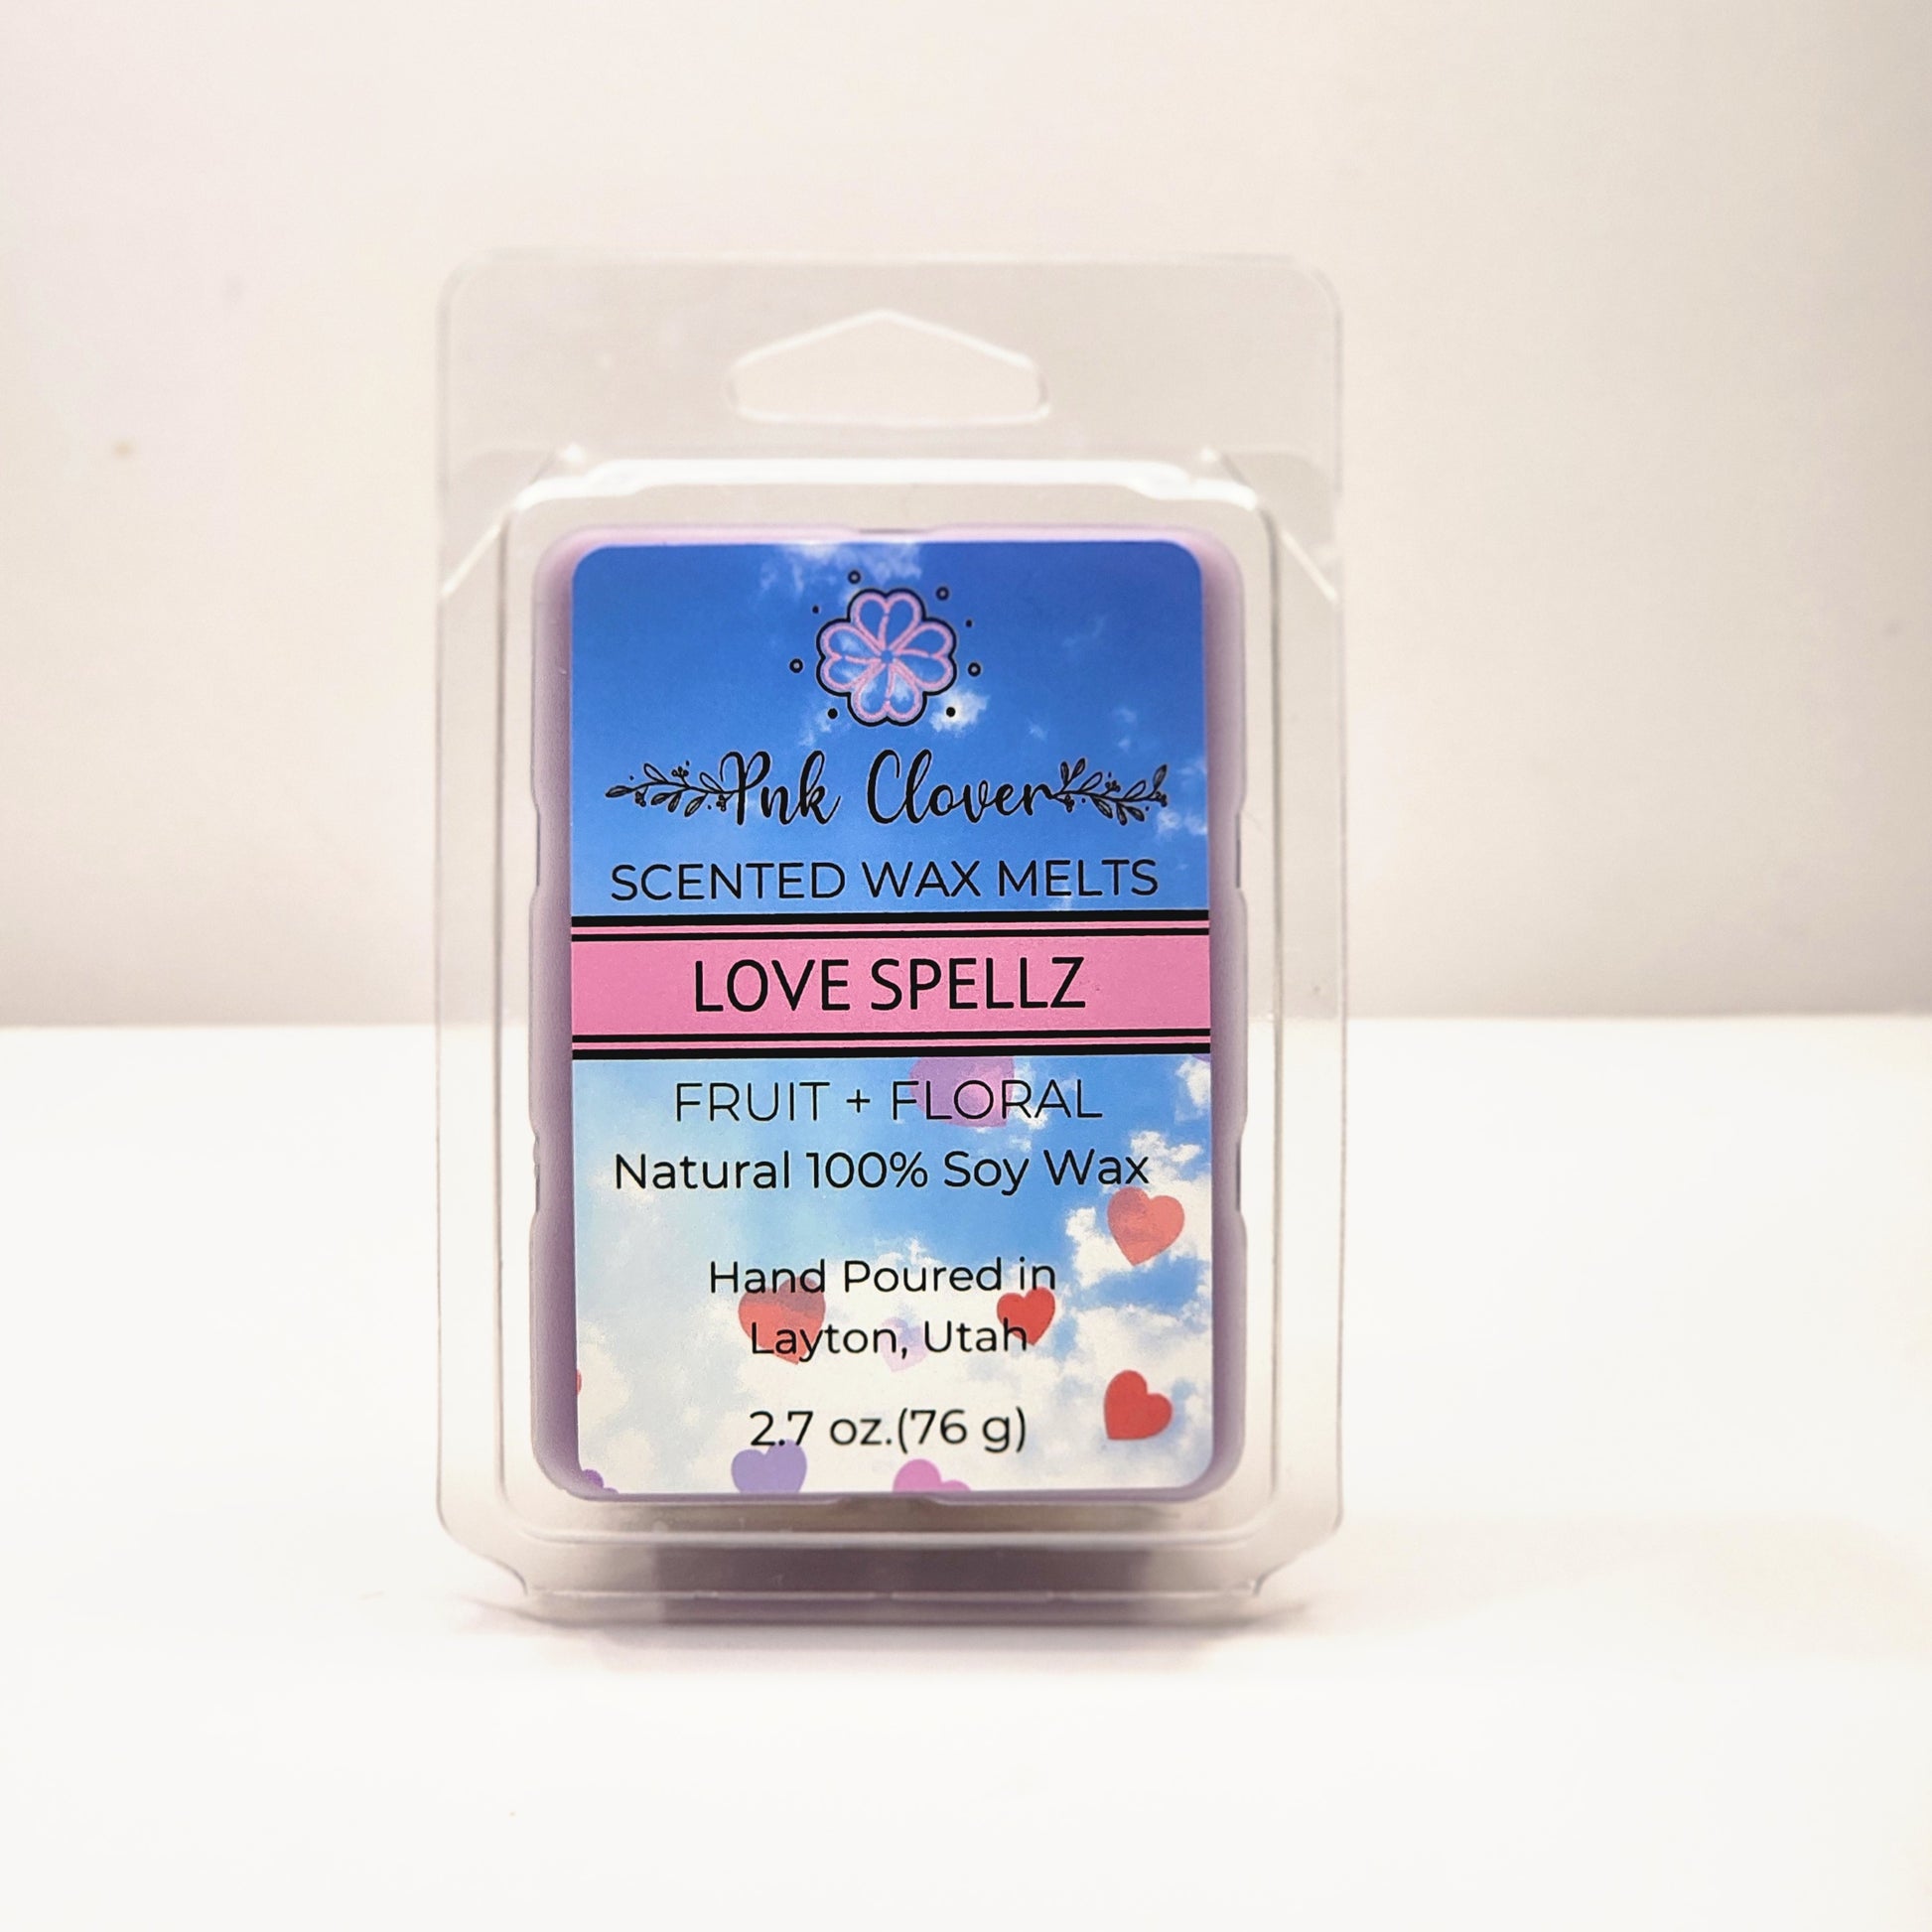 Pnk Clover
SCENTED WAX MELTS
LOVE SPELLZ
FRUIT + FLORAL
Natural 100% Soy Wax
Hand Poured in
Layton, Utah
2.7 oz.(76 g)